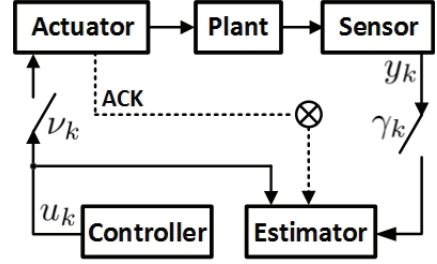 Actuator Plant Sensor
ACK
y_k
ν_k
γ_k
u_k
Controller Estimator